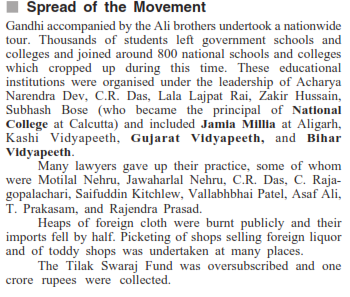 Spread of the Movement
Gandhi accompanied by the Ali brothers undertook a nationwide
tour. Thousands of students left government schools and
colleges and joined around 800 national schools and colleges
which cropped up during this time. These educational
institutions were organised under the leadership of Acharya
Narendra Dev, C.R. Das, Lala Lajpat Rai, Zakir Hussain,
Subhash Bose (who became the principal of National
College at Calcutta) and included Jamia Millia at Aligarh,
Kashi Vidyapeeth, Gujarat Vidyapeeth, and Bihar
Vidyapeeth.
Many lawyers gave up their practice, some of whom
were Motilal Nehru, Jawaharlal Nehru, C.R. Das, C. Raja-
gopalachari, Saifuddin Kitchlew, Vallabhbhai Patel, Asaf Ali,
T. Prakasam, and Rajendra Prasad.
Heaps of foreign cloth were burnt publicly and their
imports fell by half. Picketing of shops selling foreign liquor
and of toddy shops was undertaken at many places.
The Tilak Swaraj Fund was oversubscribed and one
crore rupees were collected.